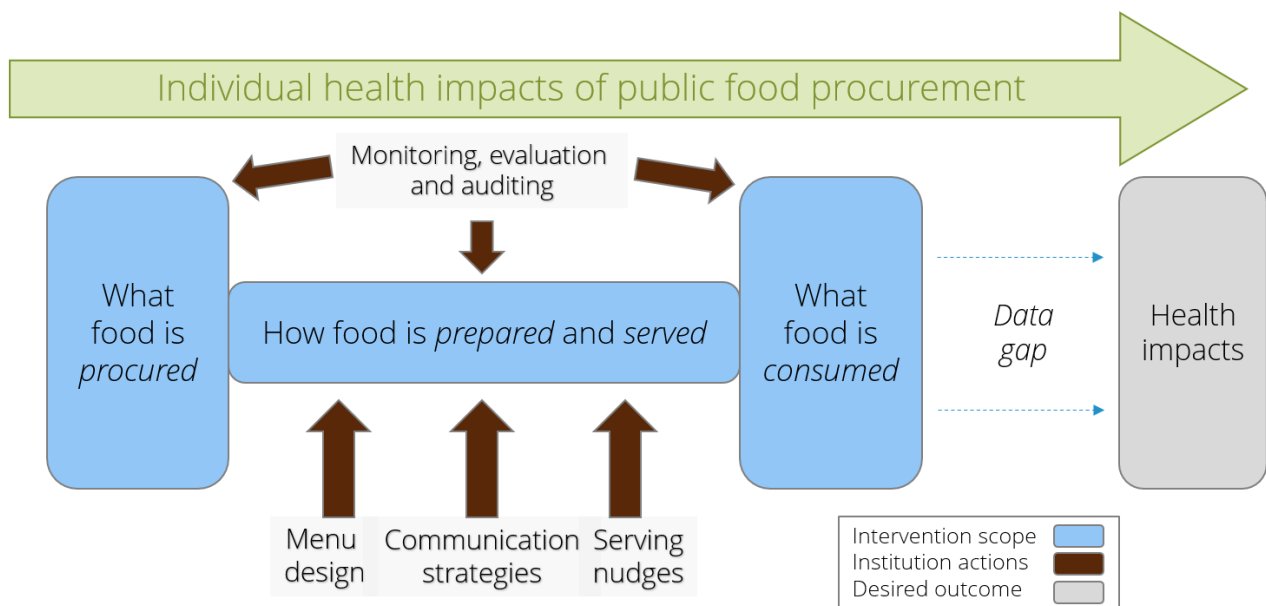 Individual health impacts of public food procurement
Monitoring, evaluation
and auditing
What
food is
procured
How food is prepared and served
What
food is
consumed
Data
gap
Health
impacts
Menu
design
Communication
strategies
Serving
nudges
Intervention scope
Institution actions
Desired outcome